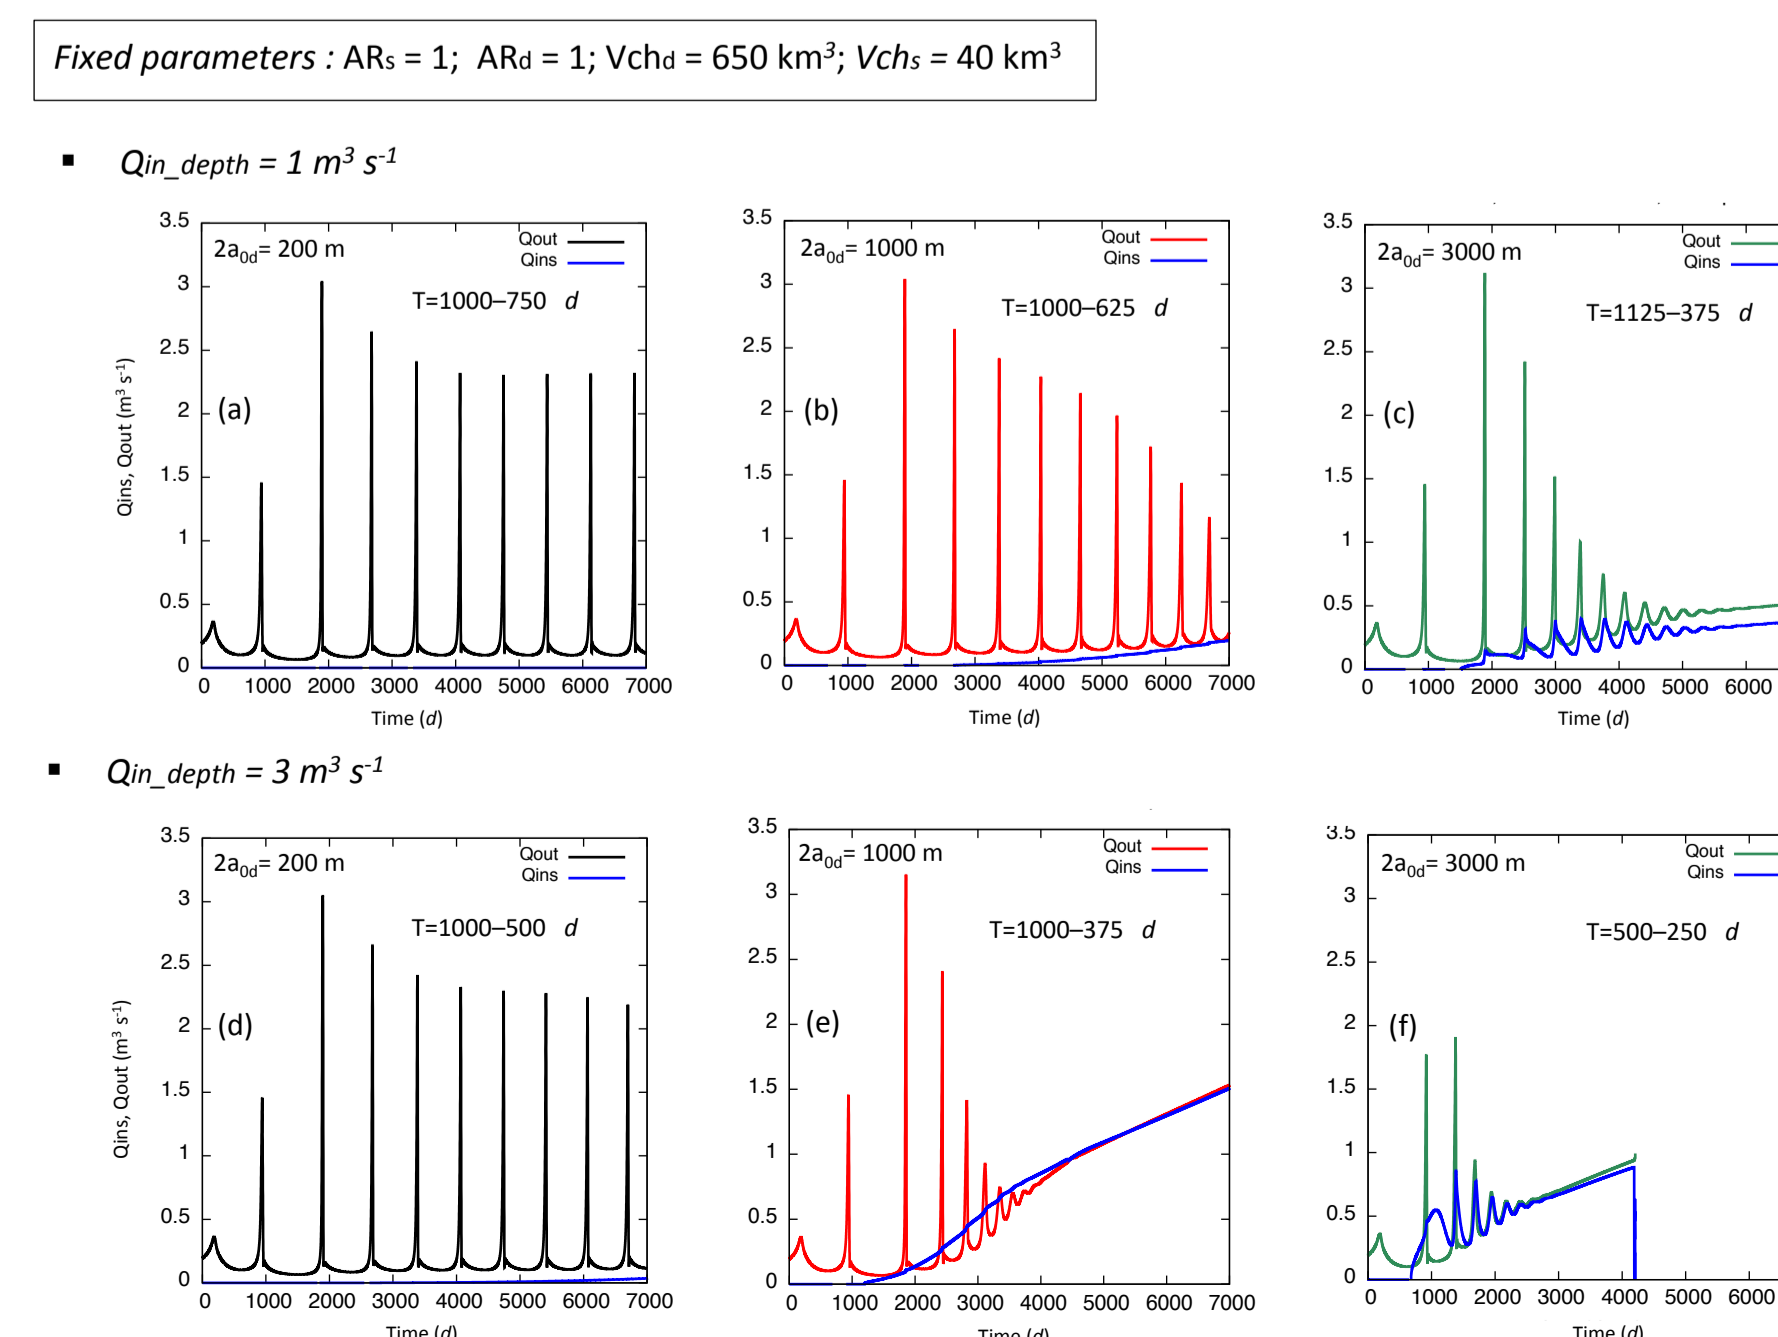 Fixed parameters : ARs = 1; ARd = 1; Vchd = 650 km³; Vchs = 40 km³
▪ Qin_depth = 1 m³ s⁻¹
3.5
3
2.5
2
1.5
1
0.5
0
Qins, Qout (m³ s⁻¹)
2a₀d= 200 m
Qout
Qins
T=1000–750 d
(a)
0 1000 2000 3000 4000 5000 6000 7000
Time (d)
3.5
3
2.5
2
1.5
1
0.5
0
2a₀d= 1000 m
Qout
Qins
T=1000–625 d
(b)
0 1000 2000 3000 4000 5000 6000 7000
Time (d)
3.5
3
2.5
2
1.5
1
0.5
0
2a₀d= 3000 m
Qout
Qins
T=1125–375 d
(c)
0 1000 2000 3000 4000 5000 6000
Time (d)
▪ Qin_depth = 3 m³ s⁻¹
3.5
3
2.5
2
1.5
1
0.5
0
Qins, Qout (m³ s⁻¹)
2a₀d= 200 m
Qout
Qins
T=1000–500 d
(d)
0 1000 2000 3000 4000 5000 6000 7000
Time (d)
3.5
3
2.5
2
1.5
1
0.5
0
2a₀d= 1000 m
Qout
Qins
T=1000–375 d
(e)
0 1000 2000 3000 4000 5000 6000 7000
Time (d)
3.5
3
2.5
2
1.5
1
0.5
0
2a₀d= 3000 m
Qout
Qins
T=500–250 d
(f)
0 1000 2000 3000 4000 5000 6000
Time (d)